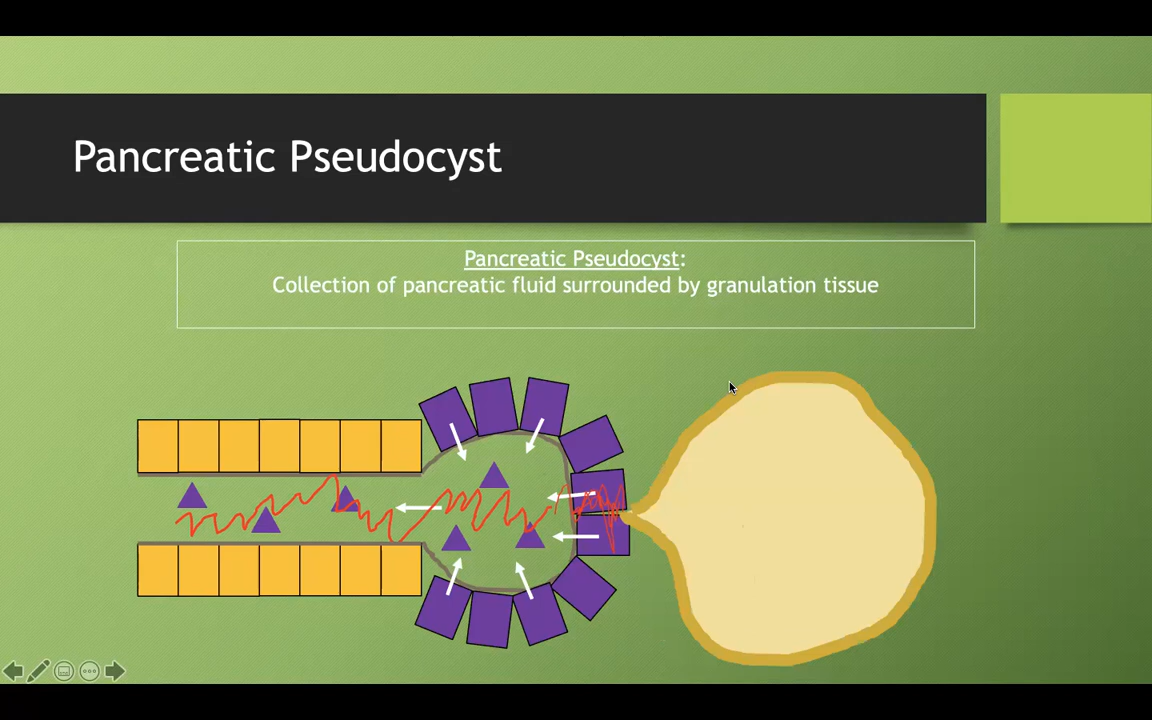 Pancreatic Pseudocyst
Pancreatic Pseudocyst:
Collection of pancreatic fluid surrounded by granulation tissue